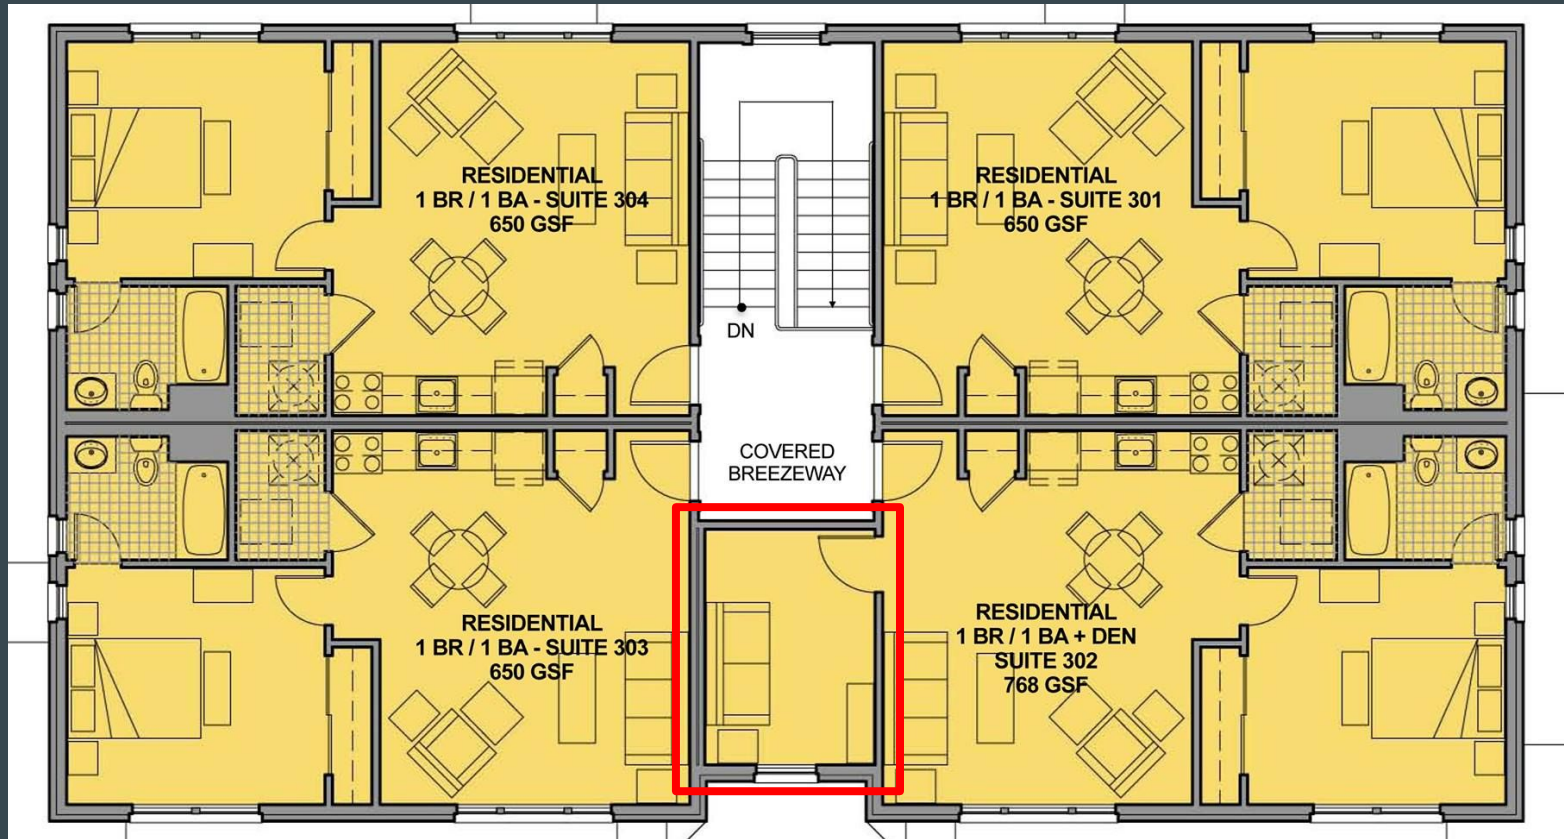 RESIDENTIAL
1 BR / 1 BA - SUITE 304
650 GSF
RESIDENTIAL
1 BR / 1 BA - SUITE 301
650 GSF
DN
COVERED
BREEZEWAY
RESIDENTIAL
1 BR / 1 BA - SUITE 303
650 GSF
RESIDENTIAL
1 BR / 1 BA + DEN
SUITE 302
768 GSF